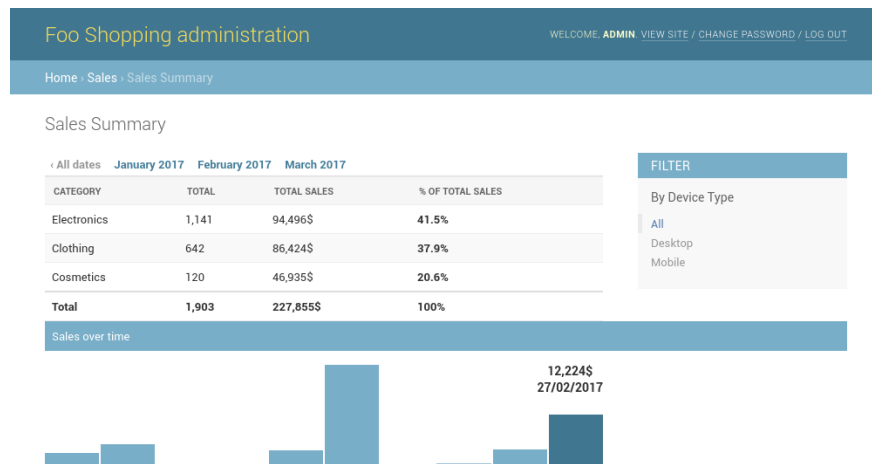 Foo Shopping administration
WELCOME, ADMIN. VIEW SITE / CHANGE PASSWORD / LOG OUT
Home › Sales › Sales Summary
Sales Summary
‹ All dates January 2017 February 2017 March 2017
CATEGORY TOTAL TOTAL SALES % OF TOTAL SALES
Electronics 1,141 94,496$ 41.5%
Clothing 642 86,424$ 37.9%
Cosmetics 120 46,935$ 20.6%
Total 1,903 227,855$ 100%
FILTER
By Device Type
All
Desktop
Mobile
Sales over time
12,224$
27/02/2017